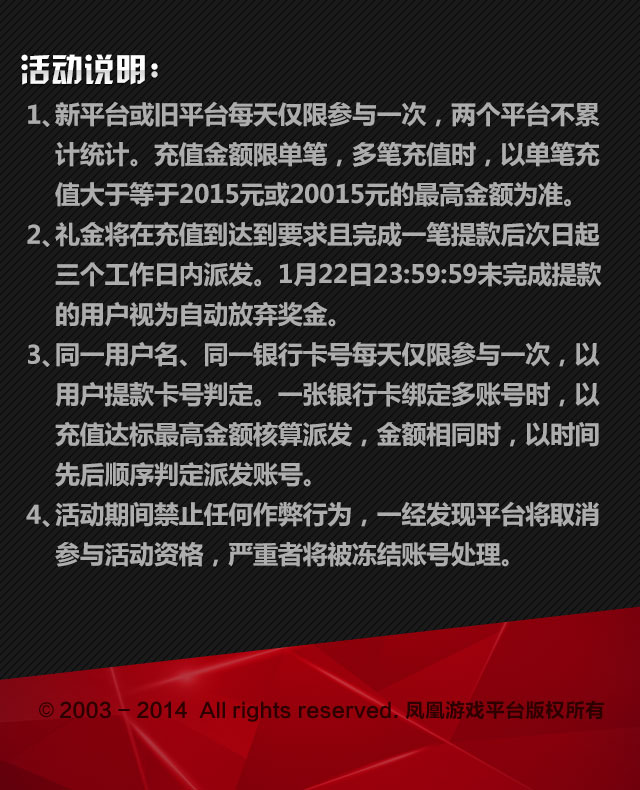 活动说明：
1、新平台或旧平台每天仅限参与一次，两个平台不累
计统计。充值金额限单笔，多笔充值时，以单笔充
值大于等于2015元或20015元的最高金额为准。
2、礼金将在充值到达到要求且完成一笔提款后次日起
三个工作日内派发。1月22日23:59:59未完成提款
的用户视为自动放弃奖金。
3、同一用户名、同一银行卡号每天仅限参与一次，以
用户提款卡号判定。一张银行卡绑定多账号时，以
充值达标最高金额核算派发，金额相同时，以时间
先后顺序判定派发账号。
4、活动期间禁止任何作弊行为，一经发现平台将取消
参与活动资格，严重者将被冻结账号处理。
© 2003 – 2014 All rights reserved. 凤凰游戏平台版权所有